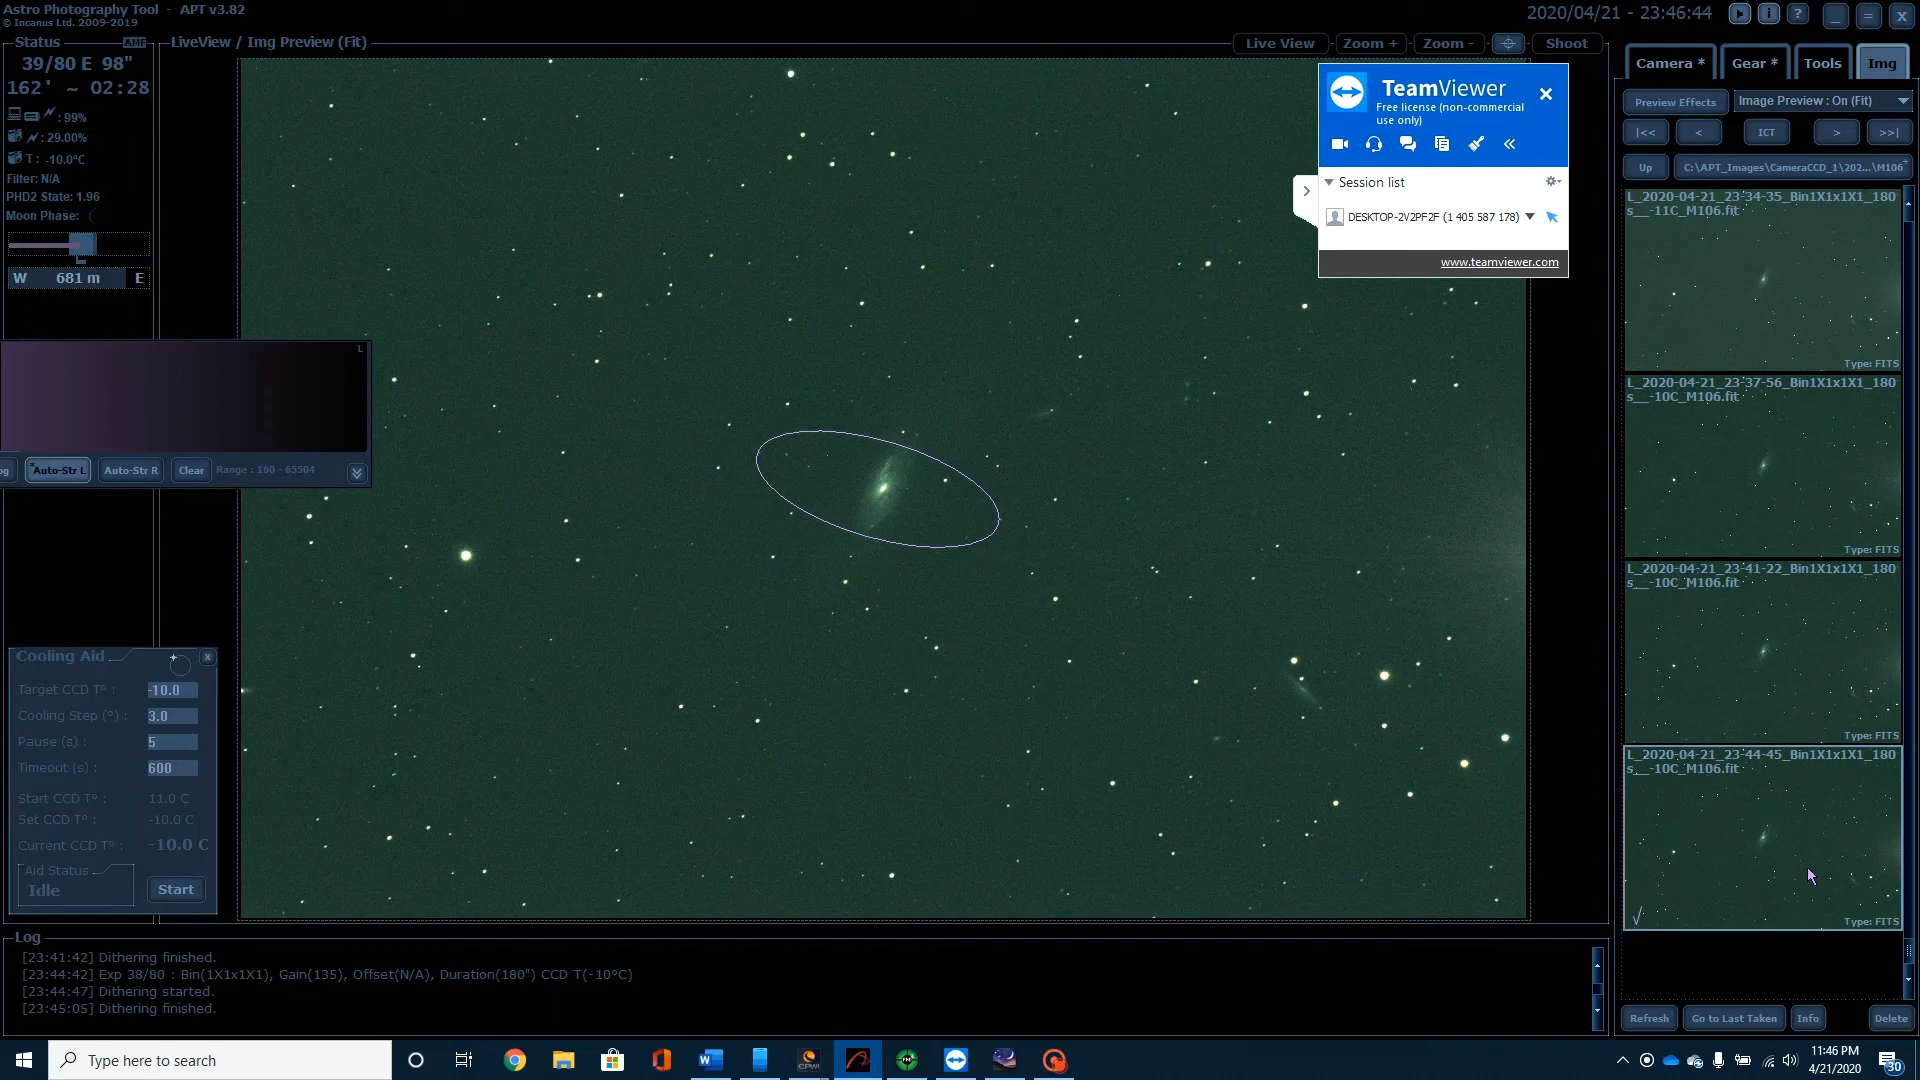 Astro Photography Tool - APT v3.82
© Incanus Ltd. 2009-2019
2020/04/21 - 23:46:44
i
?
Status
AHF
39/80 E 98"
162' ~ 02:28
: 99%
: 29.00%
T : -10.0°C
Filter: N/A
PHD2 State: 1.96
Moon Phase:
W 681 m E
LiveView / Img Preview (Fit)
Live View
Zoom +
Zoom -
Shoot
TeamViewer
Free license (non-commercial
use only)
Session list
DESKTOP-2V2PF2F (1 405 587 178)
www.teamviewer.com
Camera *
Gear *
Tools
Img
Preview Effects
Image Preview : On (Fit)
|<<
<
ICT
>
>>|
Up
C:\APT_Images\CameraCCD_1\202...\M106
L_2020-04-21_23-34-35_Bin1X1x1X1_180
s__-11C_M106.fit
Type: FITS
L_2020-04-21_23-37-56_Bin1X1x1X1_180
s__-10C_M106.fit
Type: FITS
L_2020-04-21_23-41-22_Bin1X1x1X1_180
s__-10C_M106.fit
Type: FITS
L_2020-04-21_23-44-45_Bin1X1x1X1_180
s__-10C_M106.fit
Type: FITS
Refresh
Go to Last Taken
Info
Delete
L
og
Auto-Str L
Auto-Str R
Clear
Range : 160 - 65504
Cooling Aid
Target CCD T° : -10.0
Cooling Step (°) : 3.0
Pause (s) : 5
Timeout (s) : 600
Start CCD T° : 11.0 C
Set CCD T° : -10.0 C
Current CCD T° : -10.0 C
Aid Status
Idle
Start
Log
[23:41:42] Dithering finished.
[23:44:42] Exp 38/80 : Bin(1X1x1X1), Gain(135), Offset(N/A), Duration(180") CCD T(-10°C)
[23:44:47] Dithering started.
[23:45:05] Dithering finished.
Type here to search
CPWI
11:46 PM
4/21/2020
30